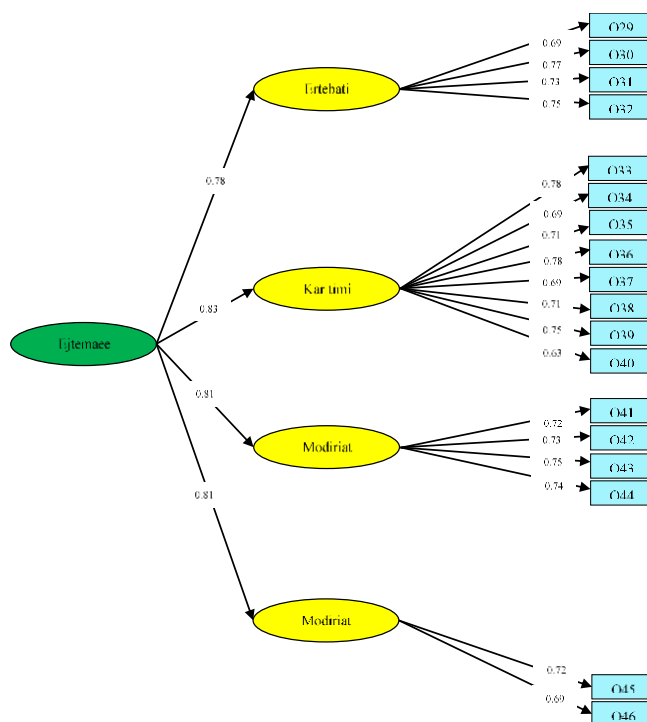 O29
0.69
O30
0.77
Ertebati
0.73
O31
0.75
O32
0.78
O33
0.78
O34
0.69
O35
0.71
O36
0.78
Kar timi
0.69
O37
0.71
O38
0.83
0.75
O39
Ejtemaee
0.63
O40
0.81
O41
0.72
O42
0.73
Modiriat
0.75
O43
0.74
O44
0.81
Modiriat
0.72
O45
0.69
O46